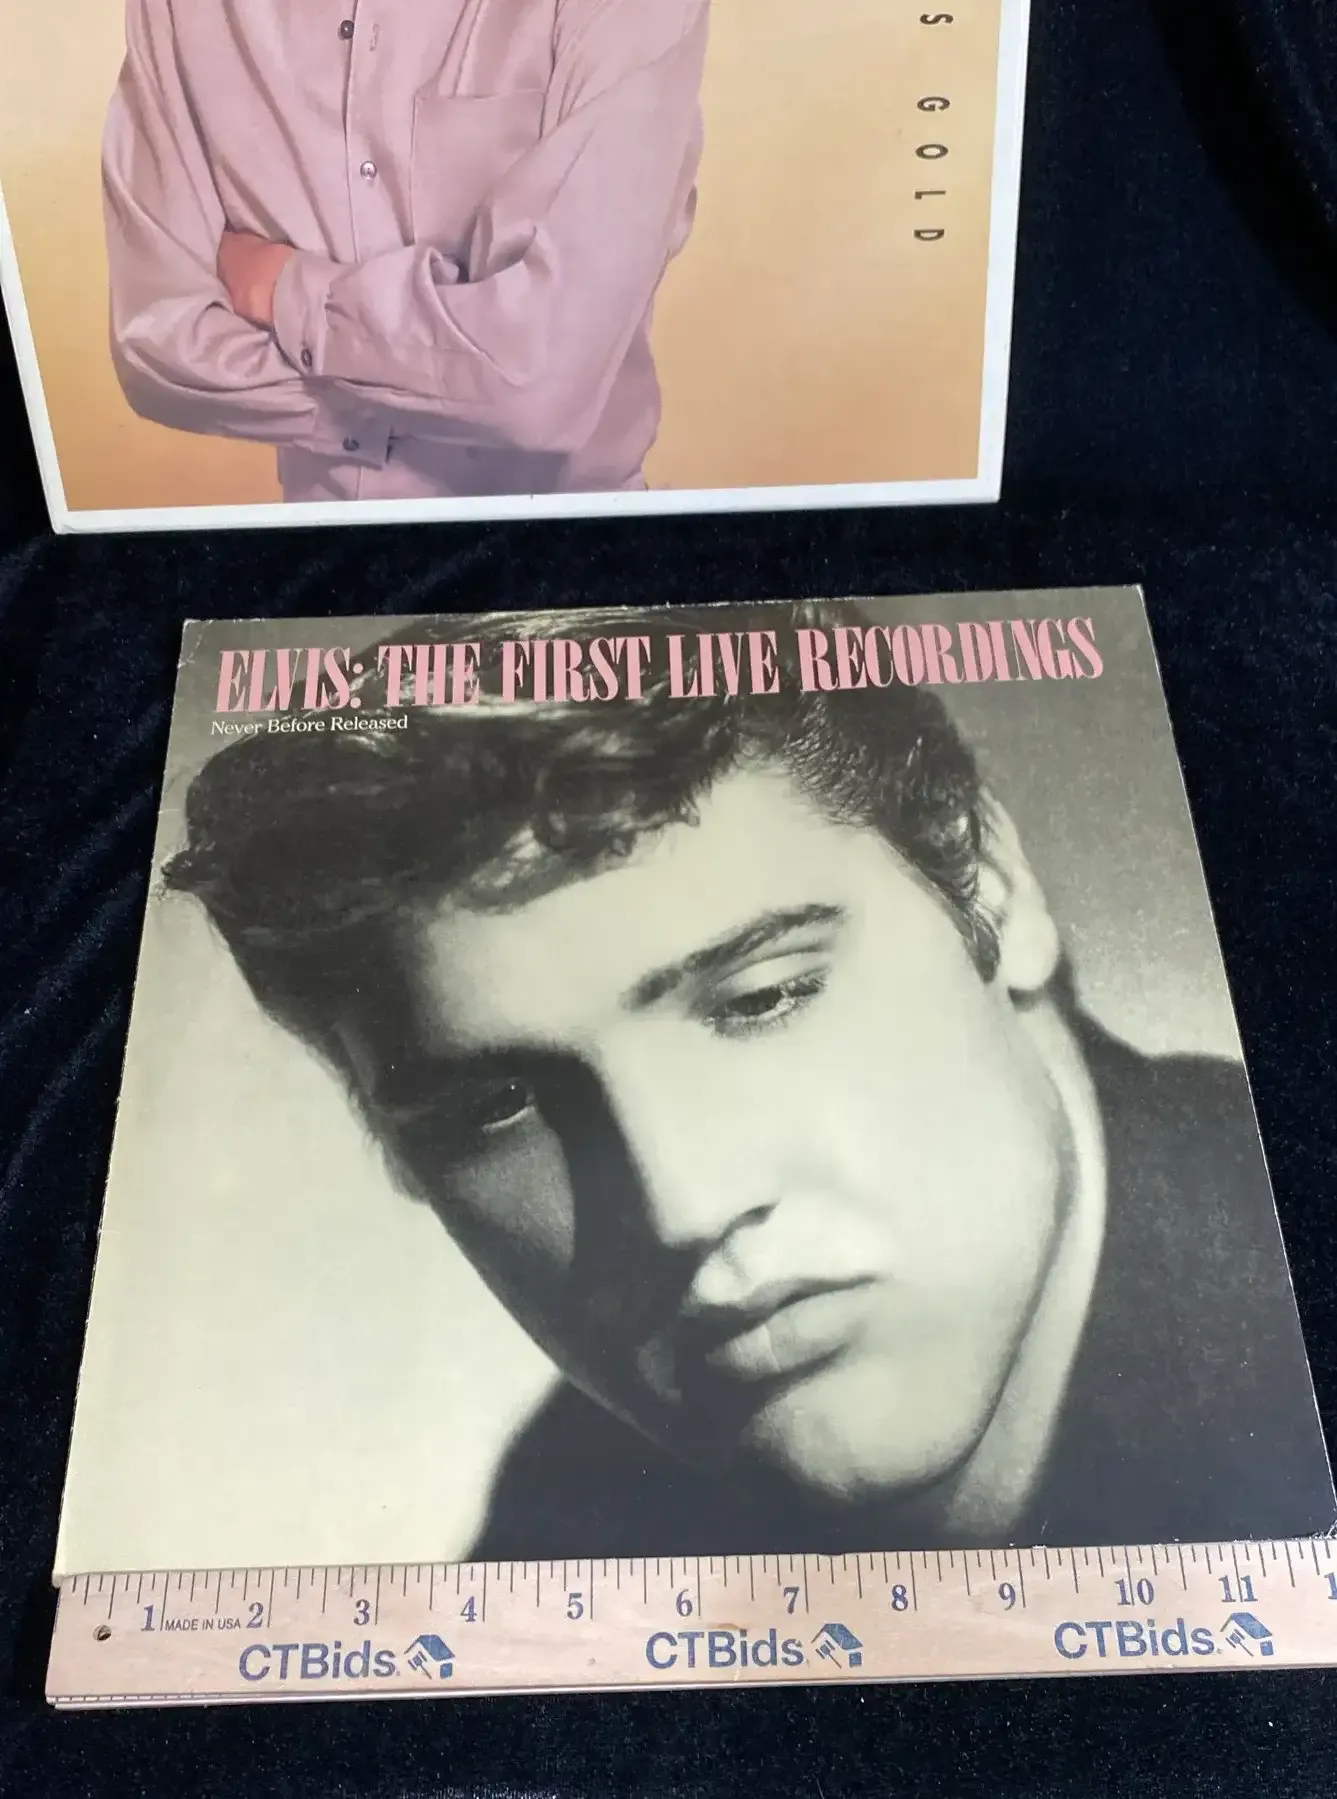 S GOLD
ELVIS: THE FIRST LIVE RECORDINGS
Never Before Released
1 MADE IN USA 2 3 4 5 6 7 8 9 10 11 1
CTBids CTBids CTBids